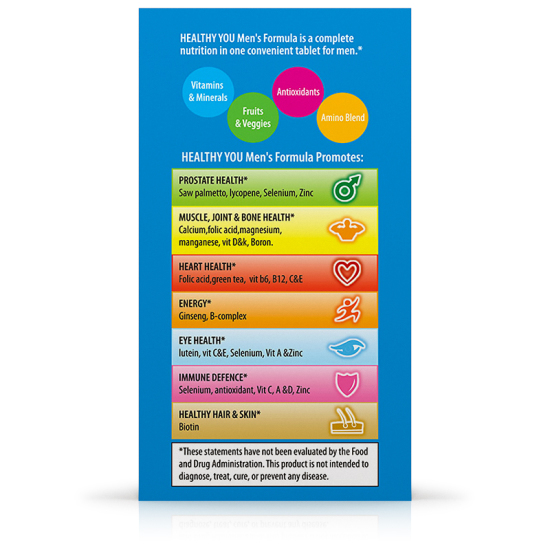 HEALTHY YOU Men's Formula is a complete
nutrition in one convenient tablet for men.*
Vitamins
& Minerals
Fruits
& Veggies
Antioxidants
Amino Blend
HEALTHY YOU Men's Formula Promotes:
PROSTATE HEALTH*
Saw palmetto, lycopene, Selenium, Zinc
MUSCLE, JOINT & BONE HEALTH*
Calcium,folic acid,magnesium,
manganese, vit D&k, Boron.
HEART HEALTH*
Folic acid,green tea, vit b6, B12, C&E
ENERGY*
Ginseng, B-complex
EYE HEALTH*
lutein, vit C&E, Selenium, Vit A &Zinc
IMMUNE DEFENCE*
Selenium, antioxidant, Vit C, A &D, Zinc
HEALTHY HAIR & SKIN*
Biotin
*These statements have not been evaluated by the Food
and Drug Administration. This product is not intended to
diagnose, treat, cure, or prevent any disease.